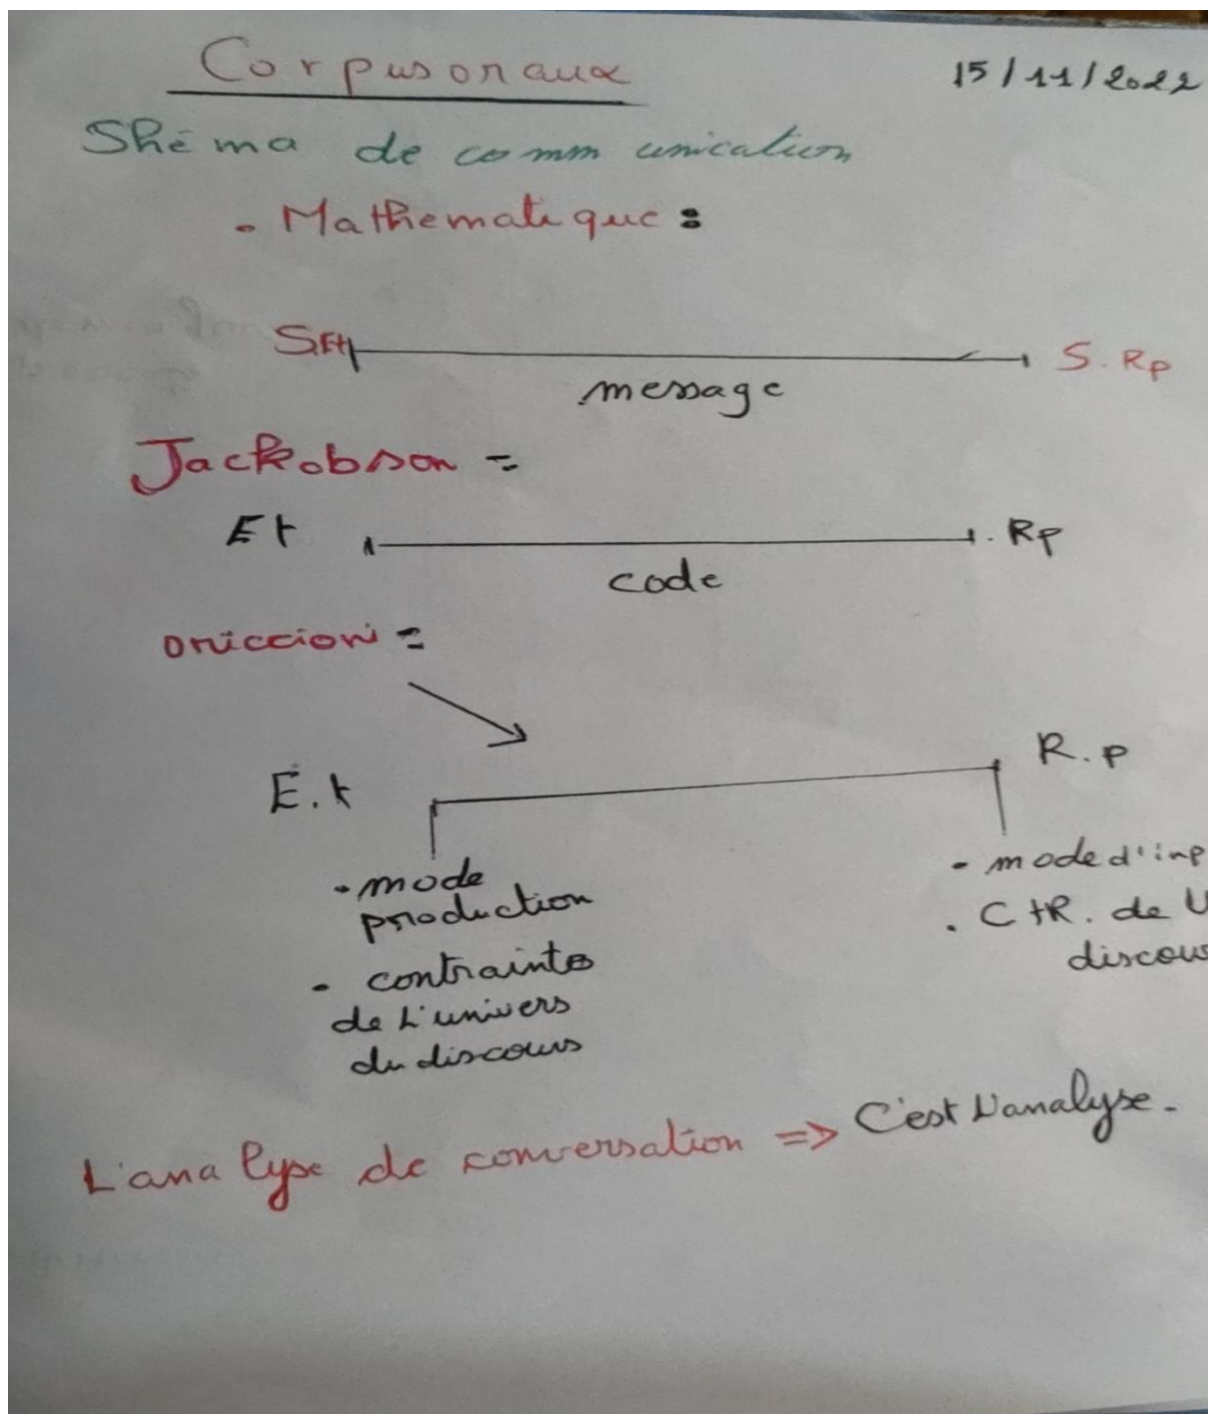 Corpus oraux
15/11/2022
Shéma de communication
- Mathematique :
SEt
S. Rp
message
Jackobson =
Et
. Rp
code
oriccioni =
E.t
R.p
- mode
production
- contraintes
de L'univers
du discours
- mode d'inp
. CtR. de U
discou
L'analyse de conversation => C'est L'analyse.